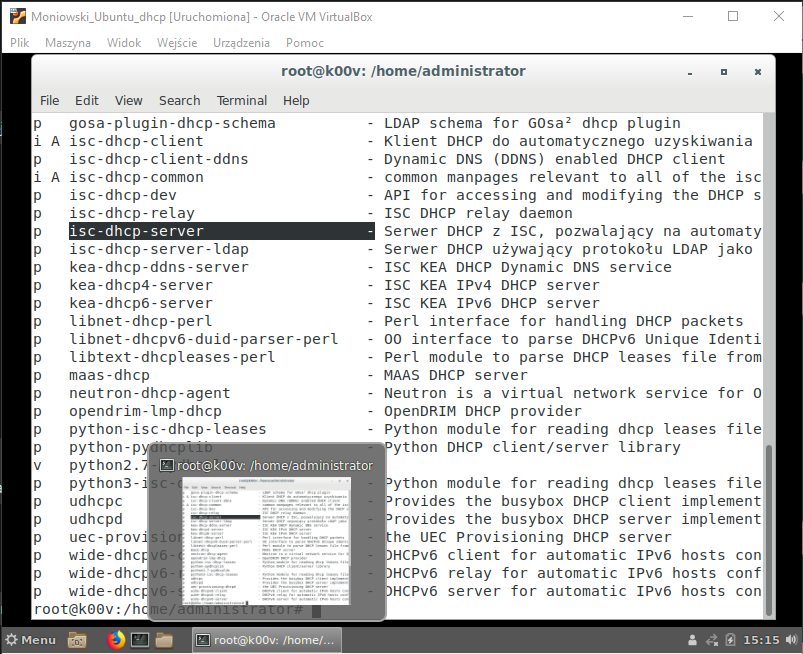 Moniowski_Ubuntu_dhcp [Uruchomiona] - Oracle VM VirtualBox
Plik Maszyna Widok Wejście Urządzenia Pomoc
root@k00v: /home/administrator
File Edit View Search Terminal Help
p gosa-plugin-dhcp-schema - LDAP schema for GOsa² dhcp plugin
i A isc-dhcp-client - Klient DHCP do automatycznego uzyskiwania
p isc-dhcp-client-ddns - Dynamic DNS (DDNS) enabled DHCP client
i A isc-dhcp-common - common manpages relevant to all of the isc
p isc-dhcp-dev - API for accessing and modifying the DHCP s
p isc-dhcp-relay - ISC DHCP relay daemon
p isc-dhcp-server - Serwer DHCP z ISC, pozwalający na automaty
p isc-dhcp-server-ldap - Serwer DHCP używający protokołu LDAP jako
p kea-dhcp-ddns-server - ISC KEA DHCP Dynamic DNS service
p kea-dhcp4-server - ISC KEA IPv4 DHCP server
p kea-dhcp6-server - ISC KEA IPv6 DHCP server
p libnet-dhcp-perl - Perl interface for handling DHCP packets
p libnet-dhcpv6-duid-parser-perl - OO interface to parse DHCPv6 Unique Identi
p libtext-dhcpleases-perl - Perl module to parse DHCP leases file from
p maas-dhcp - MAAS DHCP server
p neutron-dhcp-agent - Neutron is a virtual network service for O
p opendrim-lmp-dhcp - OpenDRIM DHCP provider
p python-isc-dhcp-leases - Python module for reading dhcp leases file
p python-pydhcplib - Python DHCP client/server library
v python2.7-
p python3-isc- Python module for reading dhcp leases file
p udhcpc Provides the busybox DHCP client implement
p udhcpd Provides the busybox DHCP server implement
p uec-provision the UEC Provisioning DHCP server
p wide-dhcpv6-c DHCPv6 client for automatic IPv6 hosts con
p wide-dhcpv6-r DHCPv6 relay for automatic IPv6 hosts conf
p wide-dhcpv6-s DHCPv6 server for automatic IPv6 hosts con
root@k00v:/home/administrator#
root@k00v: /home/administrator
Menu root@k00v: /home/... 15:15